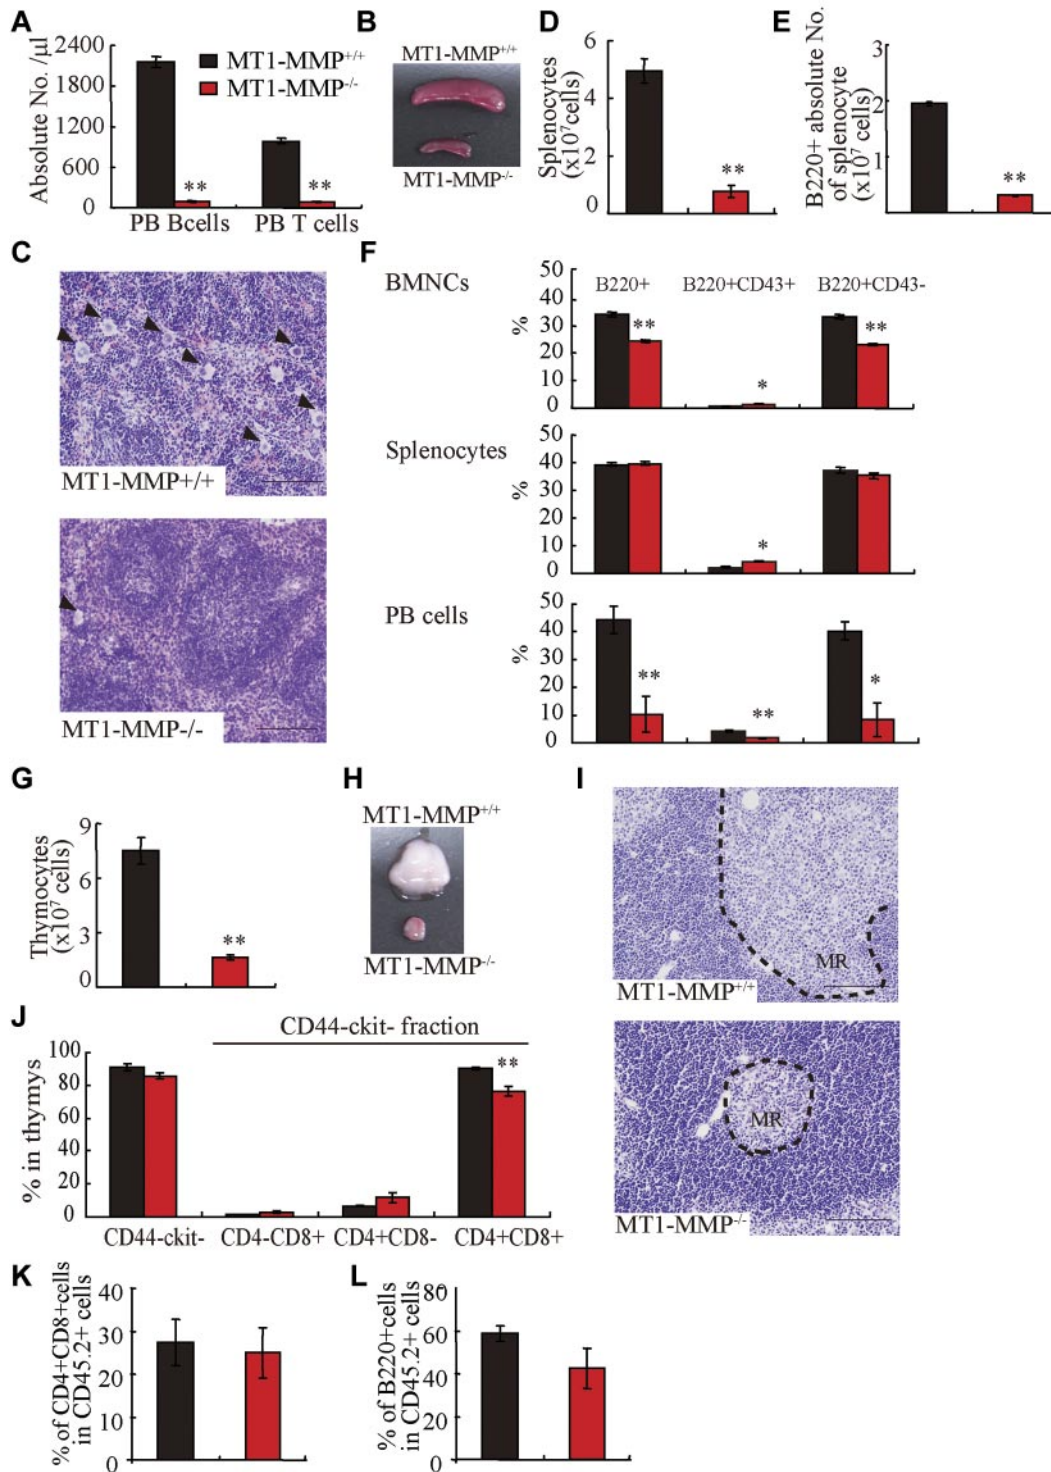 A
Absolute No. /µl
2400
1800
1200
600
0
MT1-MMP+/+
MT1-MMP-/-
**
**
PB Bcells
PB T cells
B
MT1-MMP+/+
MT1-MMP-/-
D
Splenocytes
(x10⁷cells)
6
4
2
0
**
E
B220+ absolute No.
of splenocyte
(x10⁷ cells)
3
2
1
0
**
C
MT1-MMP+/+
MT1-MMP-/-
F
BMNCs
%
50
40
30
20
10
0
B220+
B220+CD43+
B220+CD43-
**
*
**
Splenocytes
%
50
40
30
20
10
0
*
PB cells
%
40
30
20
10
0
**
**
*
G
Thymocytes
(x10⁷ cells)
9
6
3
0
**
H
MT1-MMP+/+
MT1-MMP-/-
I
MR
MT1-MMP+/+
MR
MT1-MMP-/-
J
CD44-ckit- fraction
% in thymys
100
80
60
40
20
0
**
CD44-ckit-
CD4-CD8+
CD4+CD8-
CD4+CD8+
K
% of CD4+CD8+cells
in CD45.2+ cells
40
30
20
10
0
L
% of B220+cells
in CD45.2+ cells
80
60
40
20
0